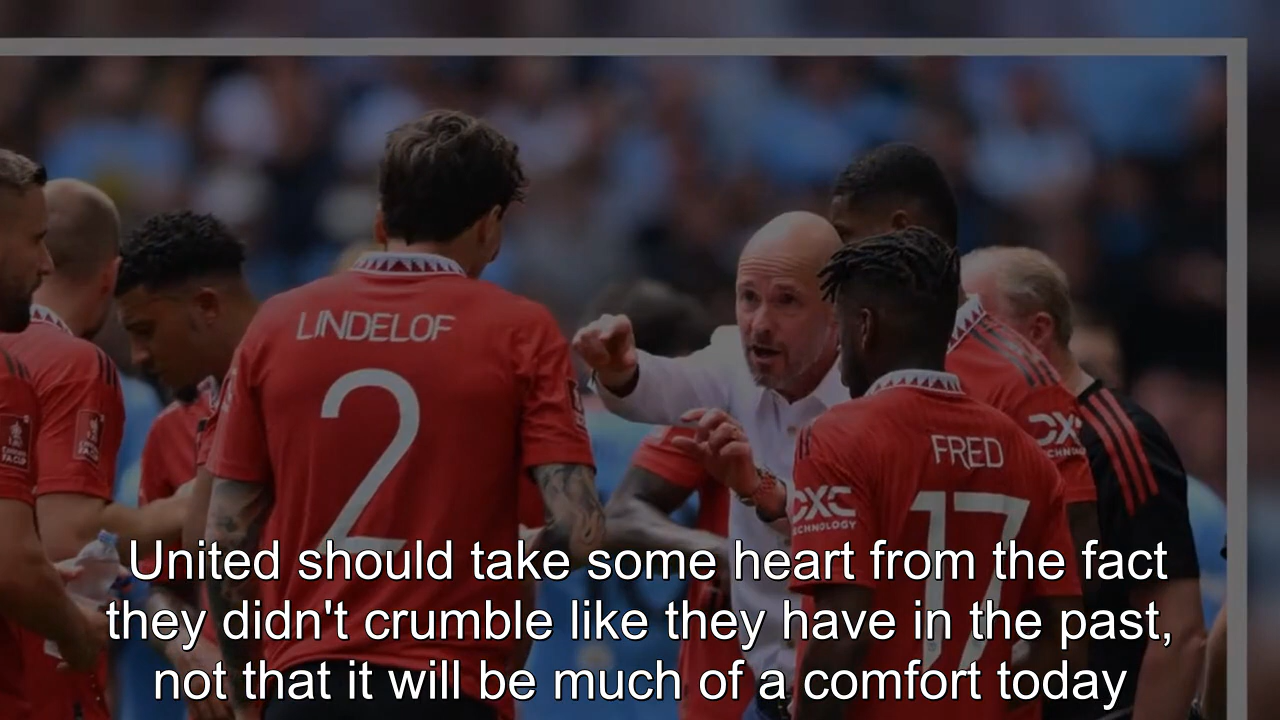 LINDELOF
2
FRED
17
United should take some heart from the fact
they didn't crumble like they have in the past,
not that it will be much of a comfort today